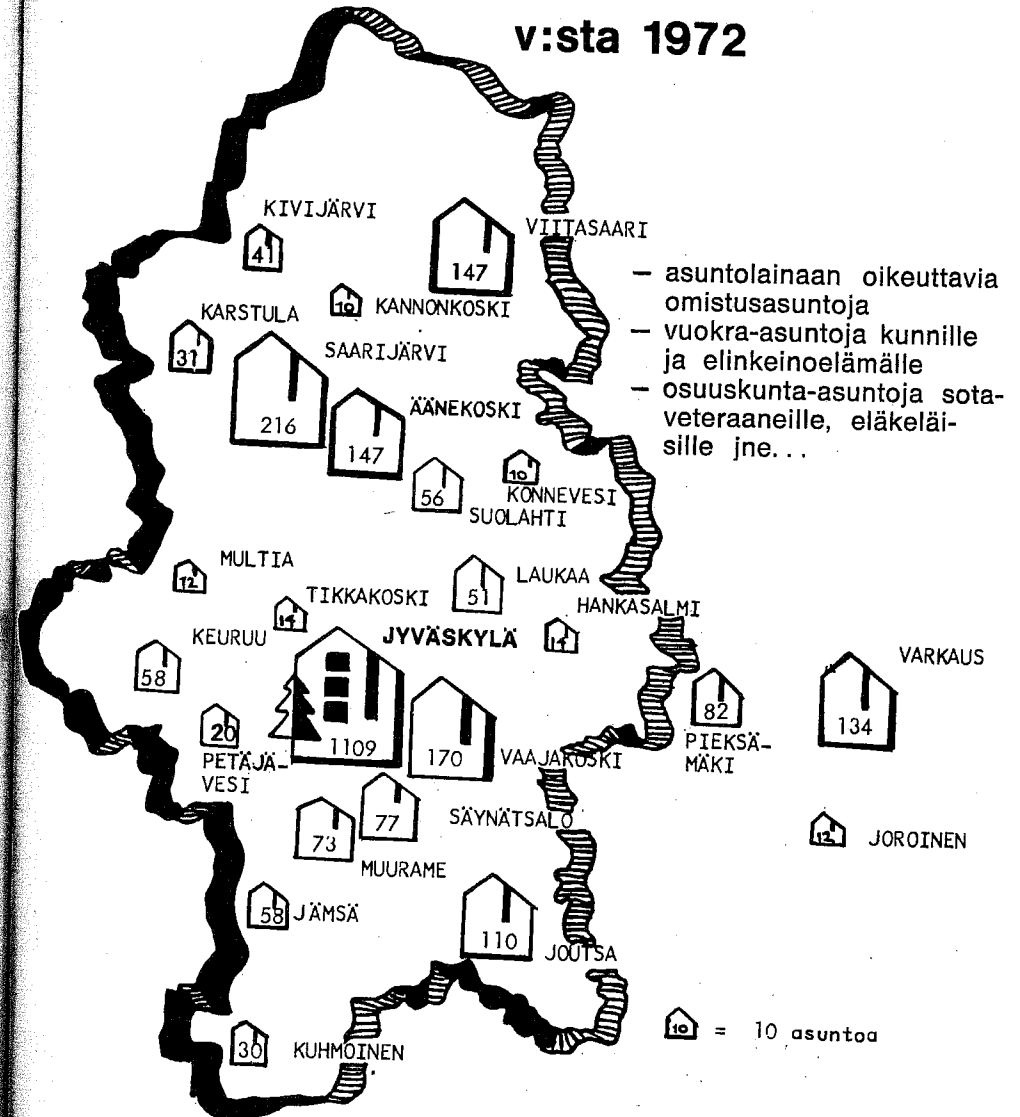 v:sta 1972
KIVIJÄRVI
41
VIITASAARI
147
– asuntolainaan oikeuttavia
omistusasuntoja
– vuokra-asuntoja kunnille
ja elinkeinoelämälle
– osuuskunta-asuntoja sota-
veteraaneille, eläkeläi-
sille jne...
10
KANNONKOSKI
KARSTULA
31
SAARIJÄRVI
216
ÄÄNEKOSKI
147
56
SUOLAHTI
10
KONNEVESI
MULTIA
12
TIKKAKOSKI
14
LAUKAA
51
HANKASALMI
14
KEURUU
58
JYVÄSKYLÄ
1109
20
PETÄJÄ-
VESI
170
VAAJAKOSKI
82
PIEKSÄ-
MÄKI
VARKAUS
134
77
SÄYNÄTSALO
73
MUURAME
12
JOROINEN
58
JÄMSÄ
110
JOUTSA
30
KUHMOINEN
10 = 10 asuntoa